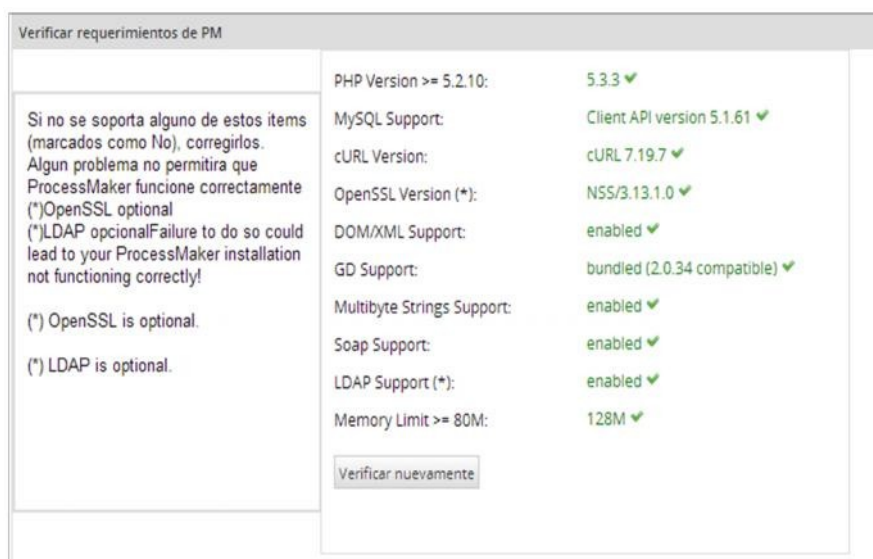 Verificar requerimientos de PM
Si no se soporta alguno de estos items
(marcados como No), corregirlos.
Algun problema no permitira que
ProcessMaker funcione correctamente
(*)OpenSSL optional
(*)LDAP opcionalFailure to do so could
lead to your ProcessMaker installation
not functioning correctly!
(*) OpenSSL is optional.
(*) LDAP is optional.
PHP Version >= 5.2.10: 5.3.3 ✔
MySQL Support: Client API version 5.1.61 ✔
cURL Version: cURL 7.19.7 ✔
OpenSSL Version (*): NSS/3.13.1.0 ✔
DOM/XML Support: enabled ✔
GD Support: bundled (2.0.34 compatible) ✔
Multibyte Strings Support: enabled ✔
Soap Support: enabled ✔
LDAP Support (*): enabled ✔
Memory Limit >= 80M: 128M ✔
Verificar nuevamente